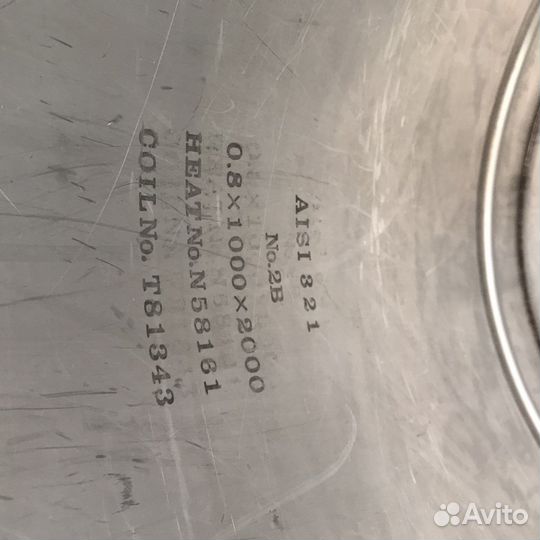 AISI 321
No.2B
0.8×1000×2000
HEAT No. N58161
COIL No. T81343
Avito